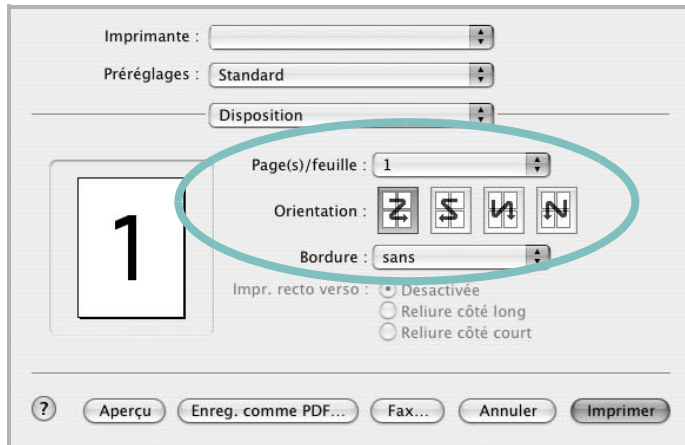 Imprimante :
Préréglages : Standard
Disposition
Page(s)/feuille : 1
Orientation :
Bordure : sans
1
Impr. recto verso : Désactivée
Reliure côté long
Reliure côté court
? Aperçu Enreg. comme PDF... Fax... Annuler Imprimer